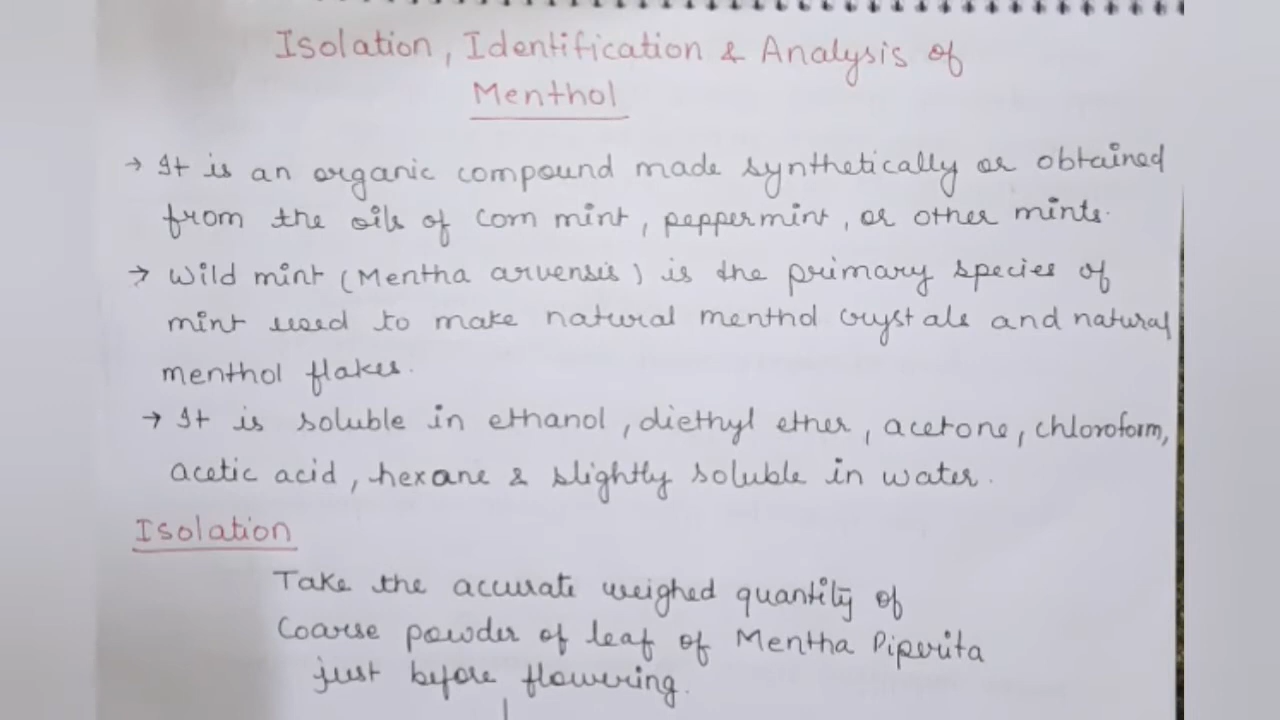 Isolation, Identification & Analysis of
Menthol
→ It is an organic compound made synthetically or obtained
from the oils of corn mint, peppermint, or other mints.
→ Wild mint (Mentha arvensis) is the primary species of
mint used to make natural menthol crystals and natural
menthol flakes.
→ It is soluble in ethanol, diethyl ether, acetone, chloroform,
acetic acid, hexane & slightly soluble in water.
Isolation
Take the accurate weighed quantity of
Coarse powder of leaf of Mentha Piperita
just before flowering.